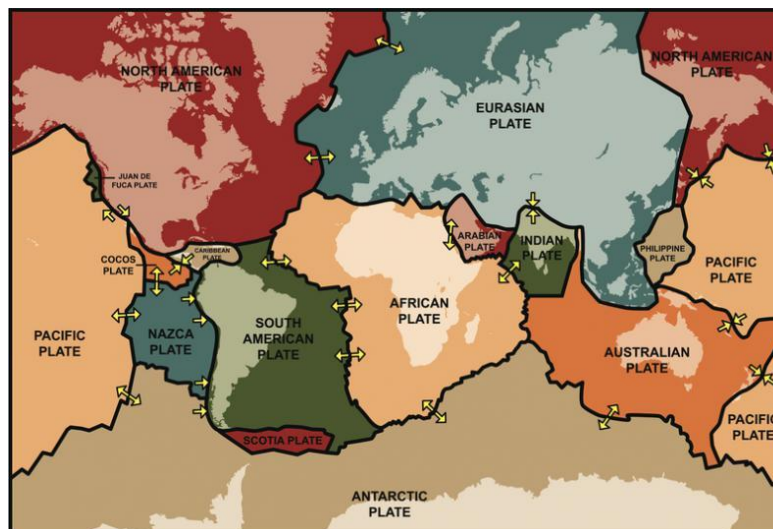 NORTH AMERICAN
PLATE
EURASIAN
PLATE
NORTH AMERICAN
PLATE
JUAN DE
FUCA PLATE
CARIBBEAN
PLATE
COCOS
PLATE
ARABIAN
PLATE
INDIAN
PLATE
PHILIPPINE
PLATE
PACIFIC
PLATE
PACIFIC
PLATE
NAZCA
PLATE
SOUTH
AMERICAN
PLATE
AFRICAN
PLATE
AUSTRALIAN
PLATE
PACIFIC
PLATE
SCOTIA PLATE
ANTARCTIC
PLATE